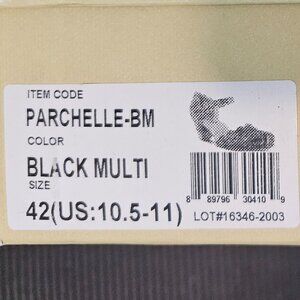 ITEM CODE
PARCHELLE-BM
COLOR
BLACK MULTI
SIZE
42(US:10.5-11)
8 89796 30410 9
LOT#16346-2003